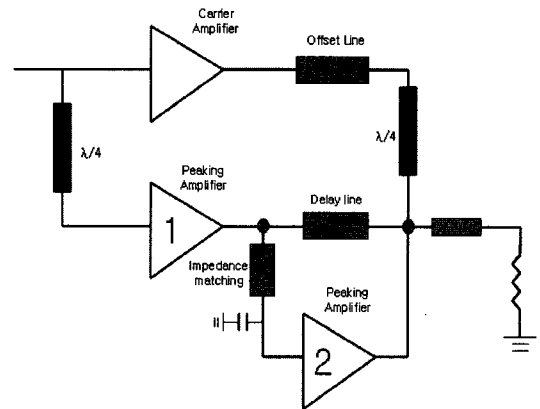 Carrier
Amplifier
Offset Line
λ/4
λ/4
Peaking
Amplifier
1
Delay line
Impedance
matching
Peaking
Amplifier
2